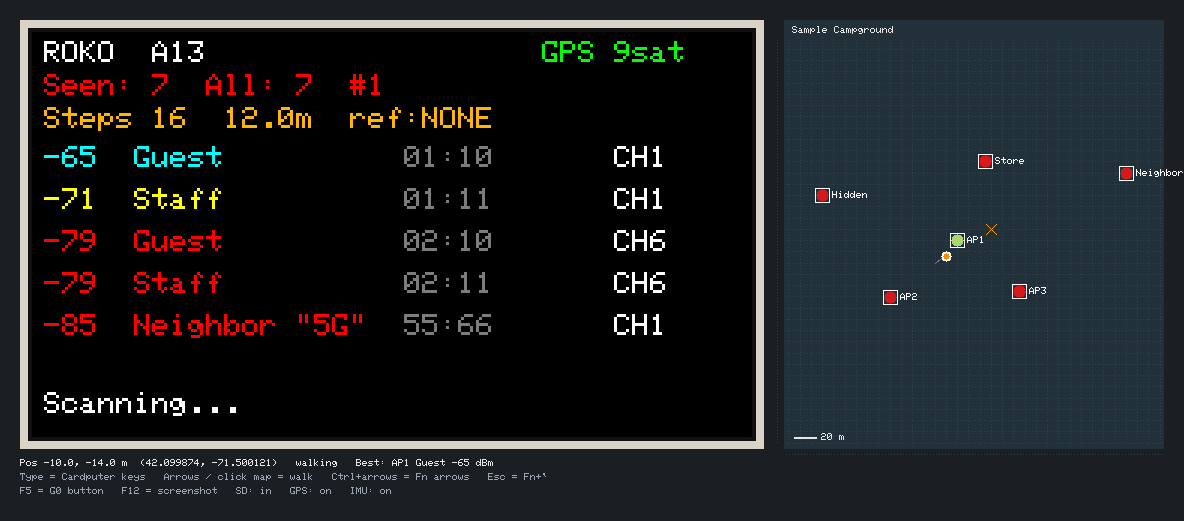 ROKO  A13  GPS 9sat
Seen: 7  All: 7  #1
Steps 16  12.0m  ref:NONE
-65  Guest  01:10  CH1
-71  Staff  01:11  CH1
-79  Guest  02:10  CH6
-79  Staff  02:11  CH6
-85  Neighbor "5G"  55:66  CH1
Scanning...
Sample Campground
Store
Neighbor
Hidden
AP1
AP2
AP3
20 m
Pos -10.0, -14.0 m  (42.099874, -71.500121)  walking  Best: AP1 Guest -65 dBm
Type = Cardputer keys  Arrows / click map = walk  Ctrl+arrows = Fn arrows  Esc = Fn+`
F5 = G0 button  F12 = screenshot  SD: in  GPS: on  IMU: on